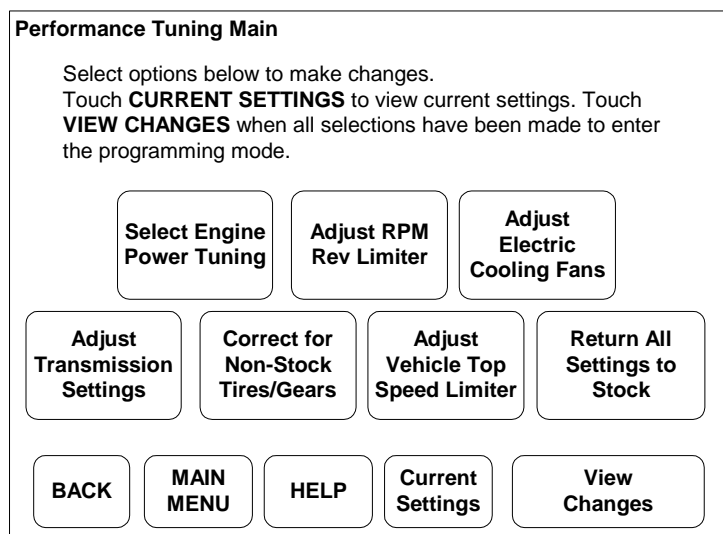 Performance Tuning Main
Select options below to make changes.
Touch CURRENT SETTINGS to view current settings. Touch
VIEW CHANGES when all selections have been made to enter
the programming mode.
Select Engine
Power Tuning
Adjust RPM
Rev Limiter
Adjust
Electric
Cooling Fans
Adjust
Transmission
Settings
Correct for
Non-Stock
Tires/Gears
Adjust
Vehicle Top
Speed Limiter
Return All
Settings to
Stock
BACK
MAIN
MENU
HELP
Current
Settings
View
Changes